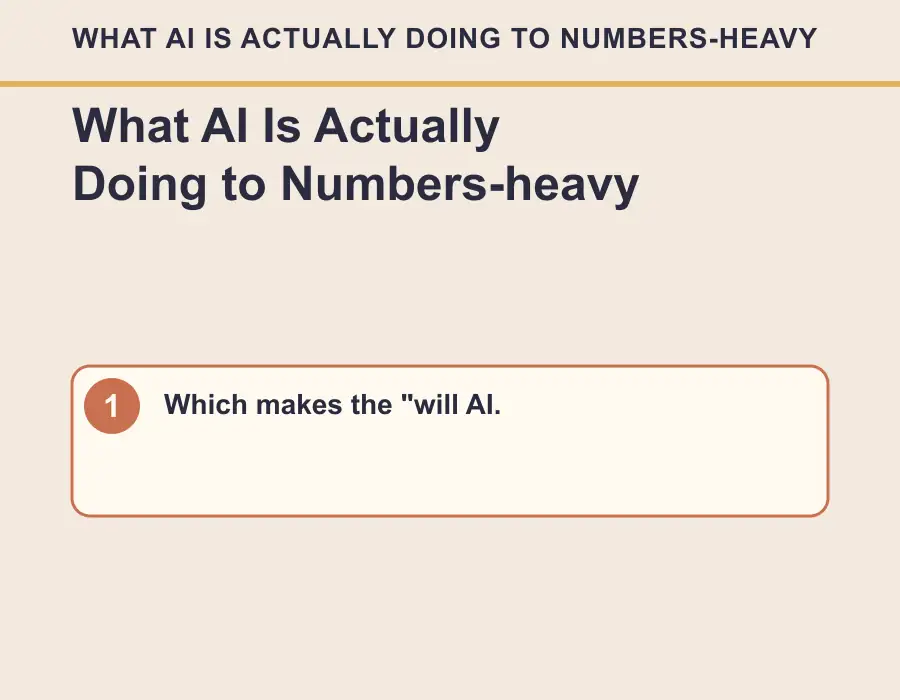 WHAT AI IS ACTUALLY DOING TO NUMBERS-HEAVY
What AI Is Actually
Doing to Numbers-heavy
1
Which makes the "will AI.